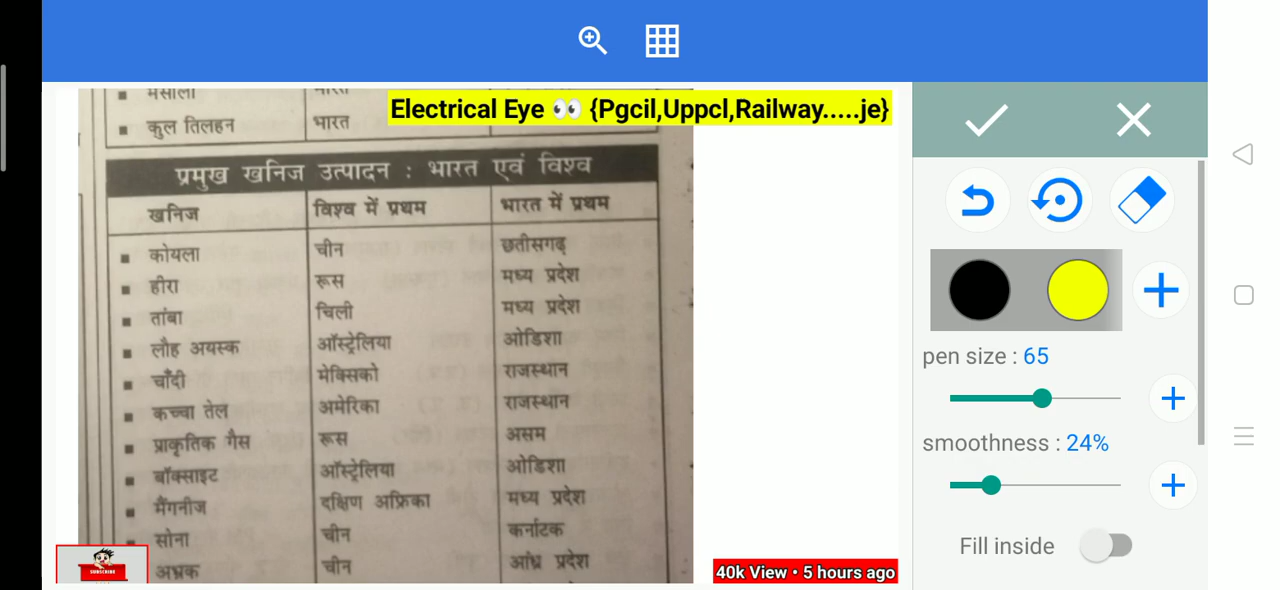 Electrical Eye 👀 {Pgcil,Uppcl,Railway.....je}
मसाला भारत
कुल तिलहन भारत
प्रमुख खनिज उत्पादन : भारत एवं विश्व
खनिज विश्व में प्रथम भारत में प्रथम
कोयला चीन छत्तीसगढ़
हीरा रूस मध्य प्रदेश
तांबा चिली मध्य प्रदेश
लौह अयस्क ऑस्ट्रेलिया ओडिशा
चाँदी मेक्सिको राजस्थान
कच्चा तेल अमेरिका राजस्थान
प्राकृतिक गैस रूस असम
बॉक्साइट ऑस्ट्रेलिया ओडिशा
मैंगनीज दक्षिण अफ्रिका मध्य प्रदेश
सोना चीन कर्नाटक
अभ्रक चीन आंध्र प्रदेश
SUBSCRIBE
40k View • 5 hours ago
pen size : 65
smoothness : 24%
Fill inside